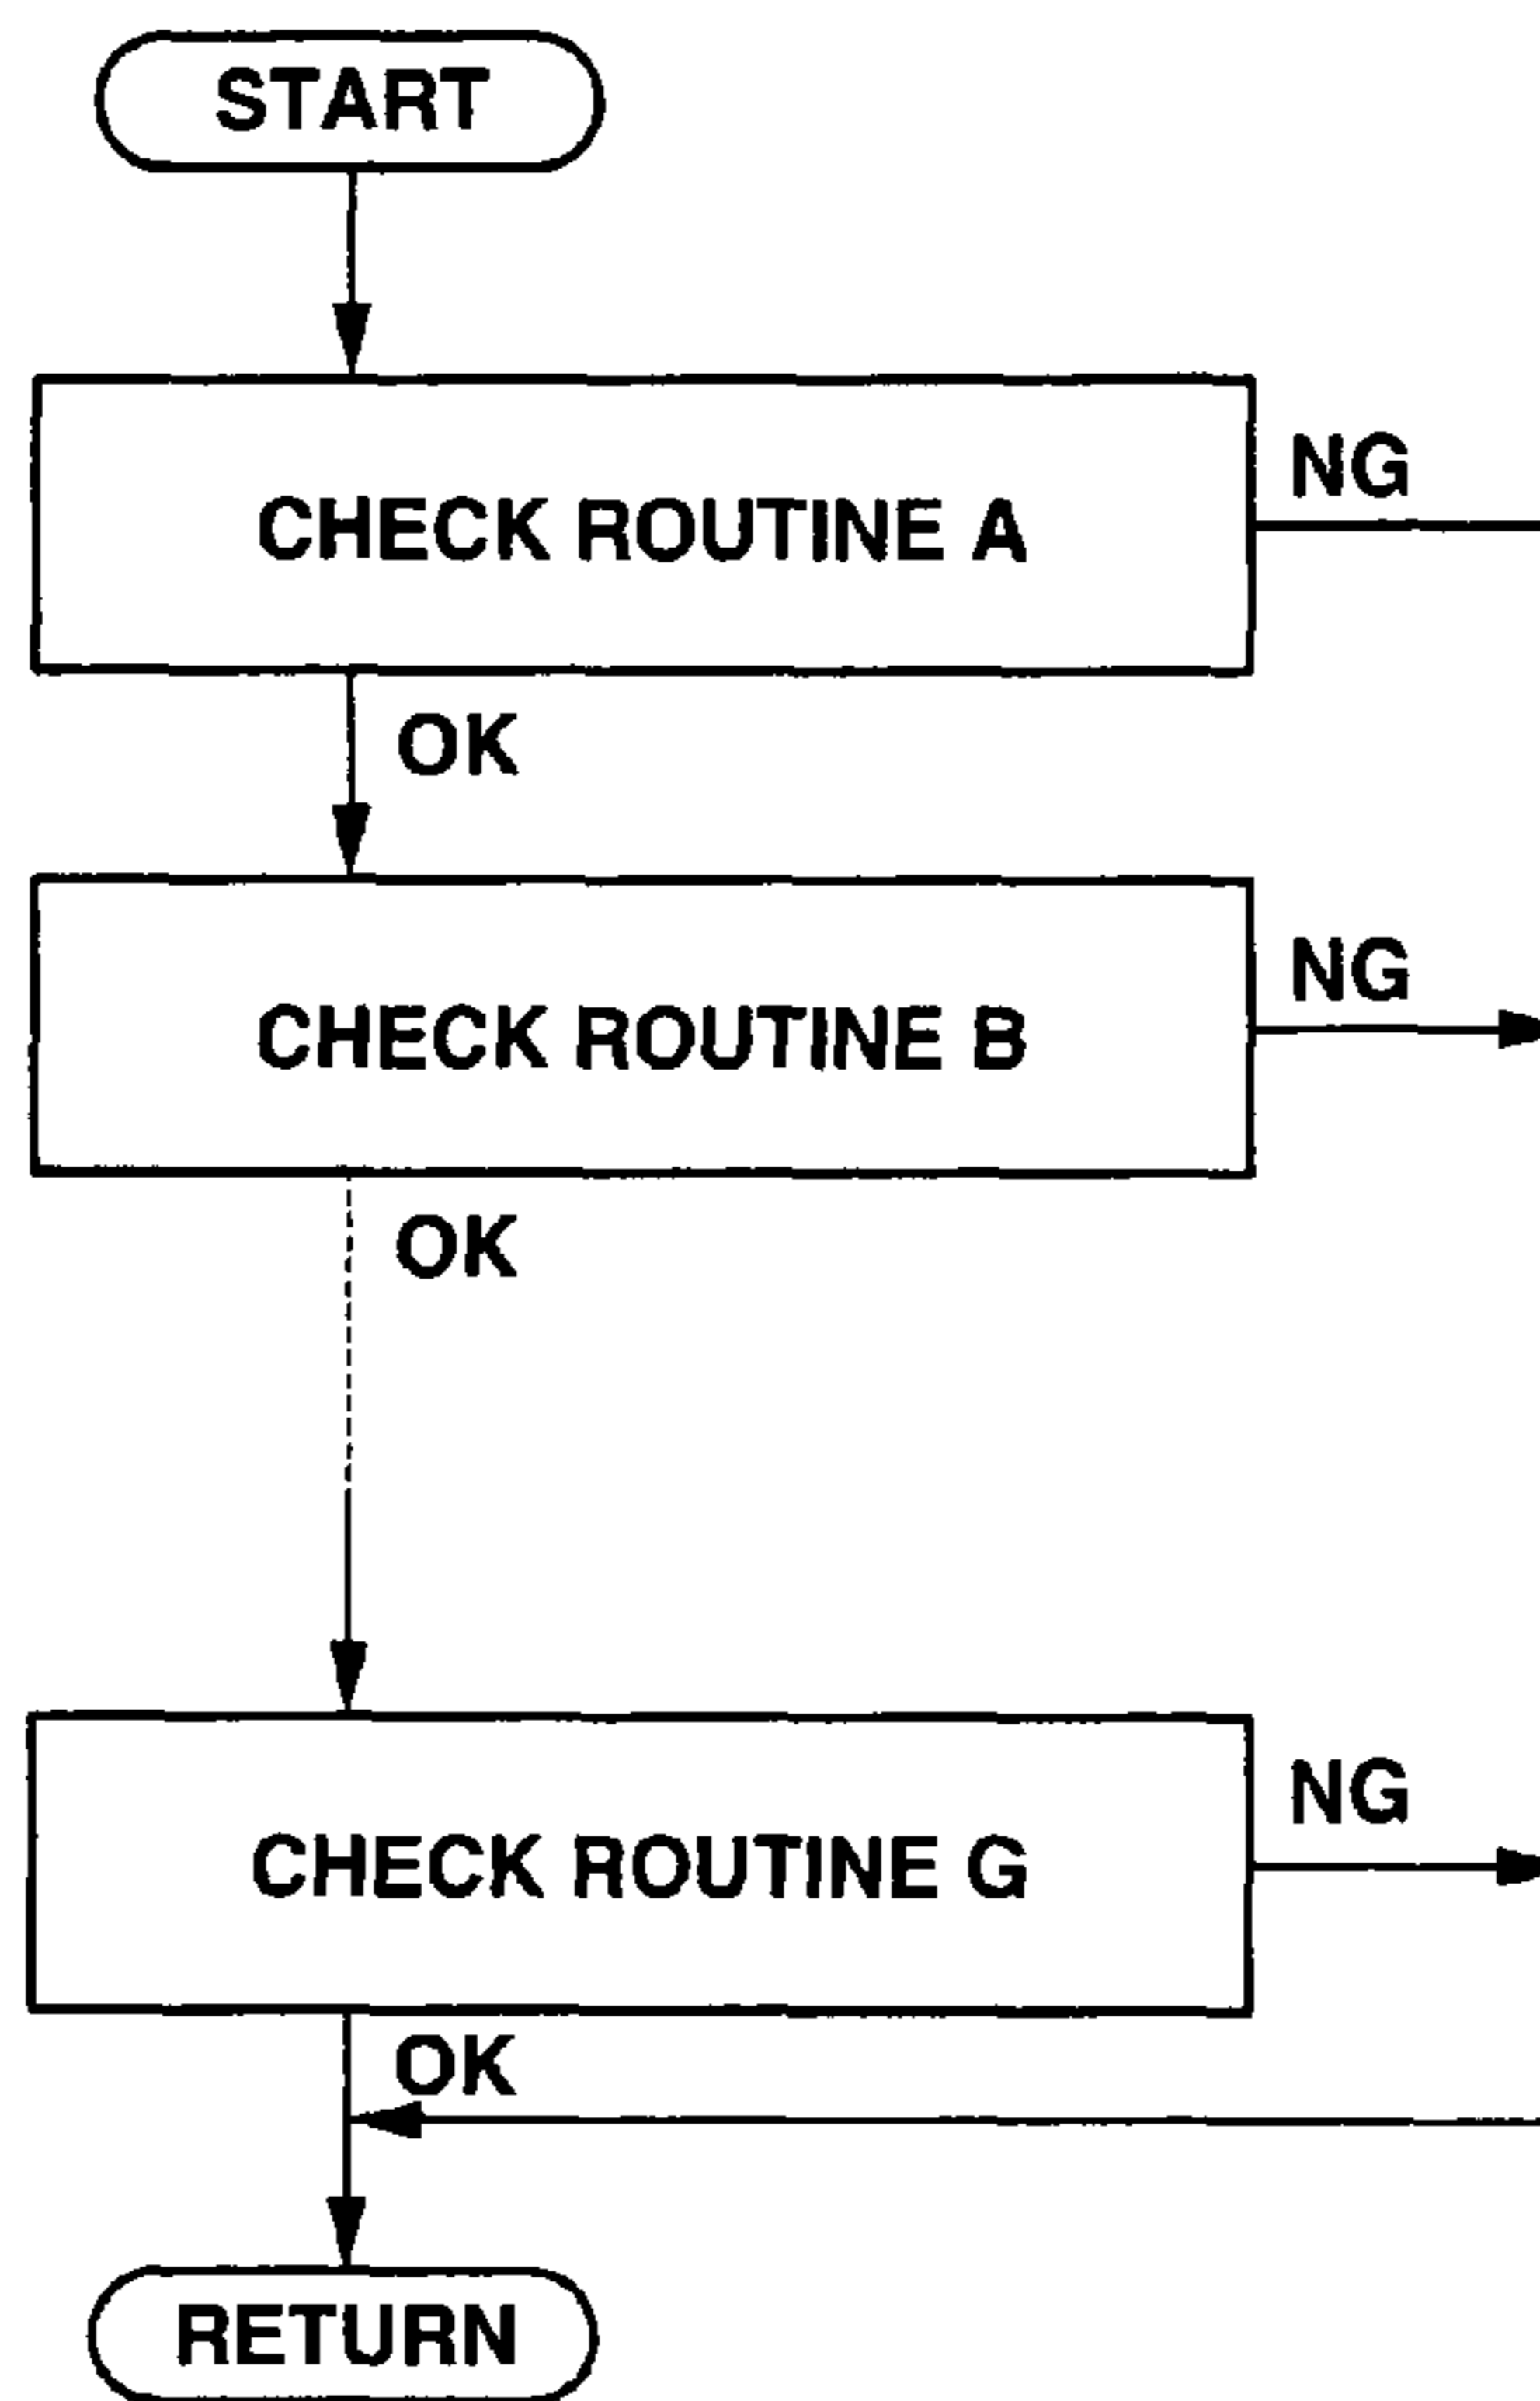 START
CHECK ROUTINE A
NG
OK
CHECK ROUTINE B
NG
OK
CHECK ROUTINE G
NG
OK
RETURN